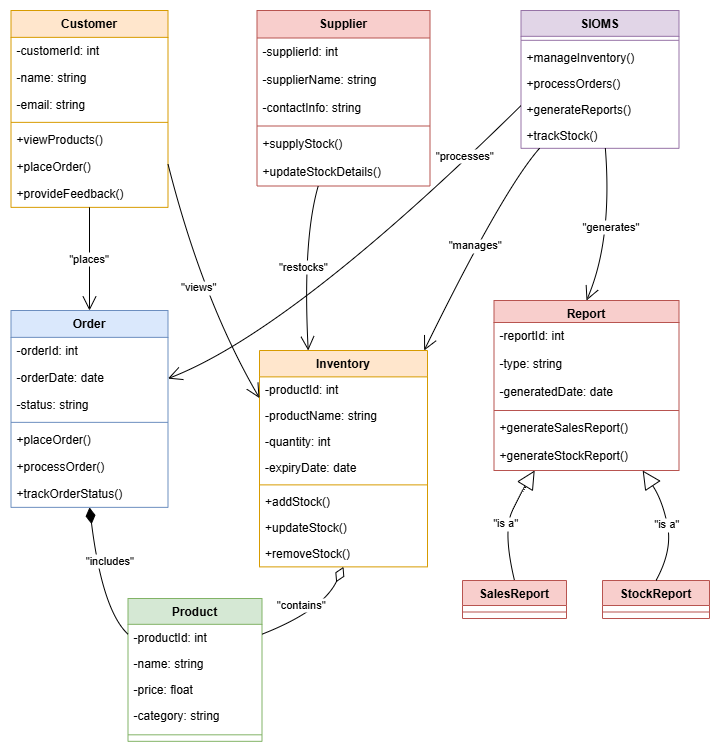 Customer
-customerId: int
-name: string
-email: string
+viewProducts()
+placeOrder()
+provideFeedback()
Supplier
-supplierId: int
-supplierName: string
-contactInfo: string
+supplyStock()
+updateStockDetails()
SIOMS
+manageInventory()
+processOrders()
+generateReports()
+trackStock()
"processes"
"places"
"views"
"restocks"
"manages"
"generates"
Order
-orderId: int
-orderDate: date
-status: string
+placeOrder()
+processOrder()
+trackOrderStatus()
Inventory
-productId: int
-productName: string
-quantity: int
-expiryDate: date
+addStock()
+updateStock()
+removeStock()
Report
-reportId: int
-type: string
-generatedDate: date
+generateSalesReport()
+generateStockReport()
"is a"
"is a"
"includes"
"contains"
SalesReport
StockReport
Product
-productId: int
-name: string
-price: float
-category: string